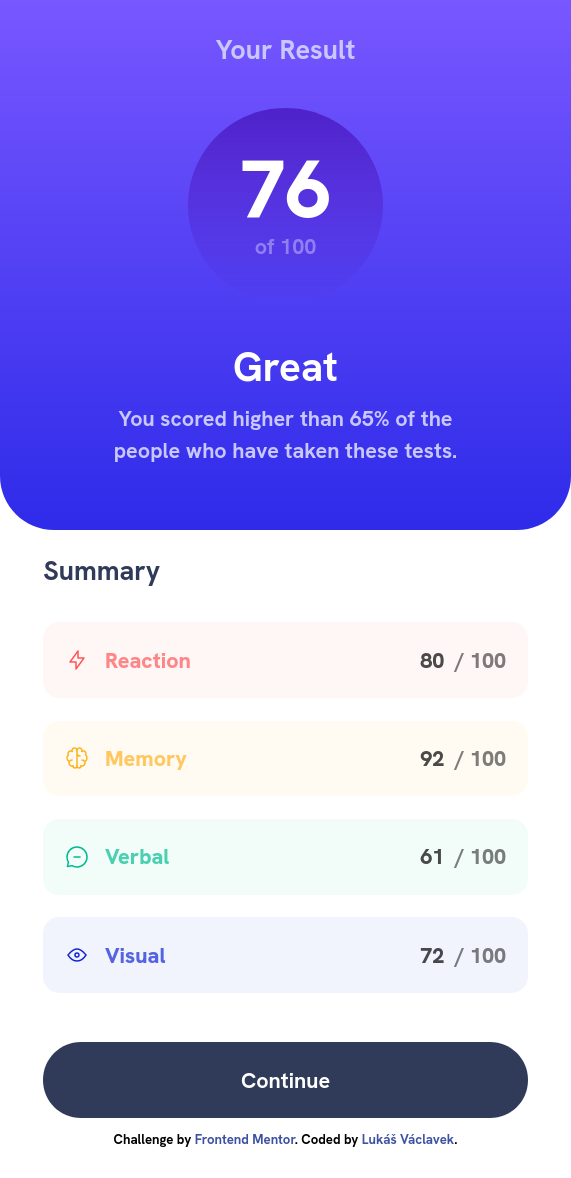 Your Result
76
of 100
Great
You scored higher than 65% of the
people who have taken these tests.
Summary
Reaction 80 / 100
Memory 92 / 100
Verbal 61 / 100
Visual 72 / 100
Continue
Challenge by Frontend Mentor. Coded by Lukáš Václavek.